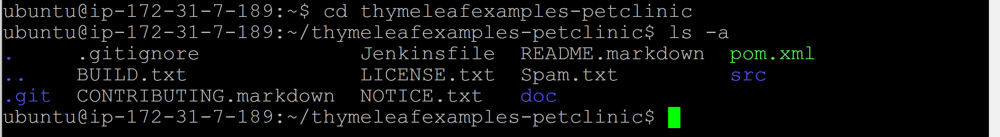 ubuntu@ip-172-31-7-189:~$ cd thymeleafexamples-petclinic
ubuntu@ip-172-31-7-189:~/thymeleafexamples-petclinic$ ls -a
.     .gitignore             Jenkinsfile  README.markdown  pom.xml
..    BUILD.txt              LICENSE.txt  Spam.txt         src
.git  CONTRIBUTING.markdown  NOTICE.txt   doc
ubuntu@ip-172-31-7-189:~/thymeleafexamples-petclinic$